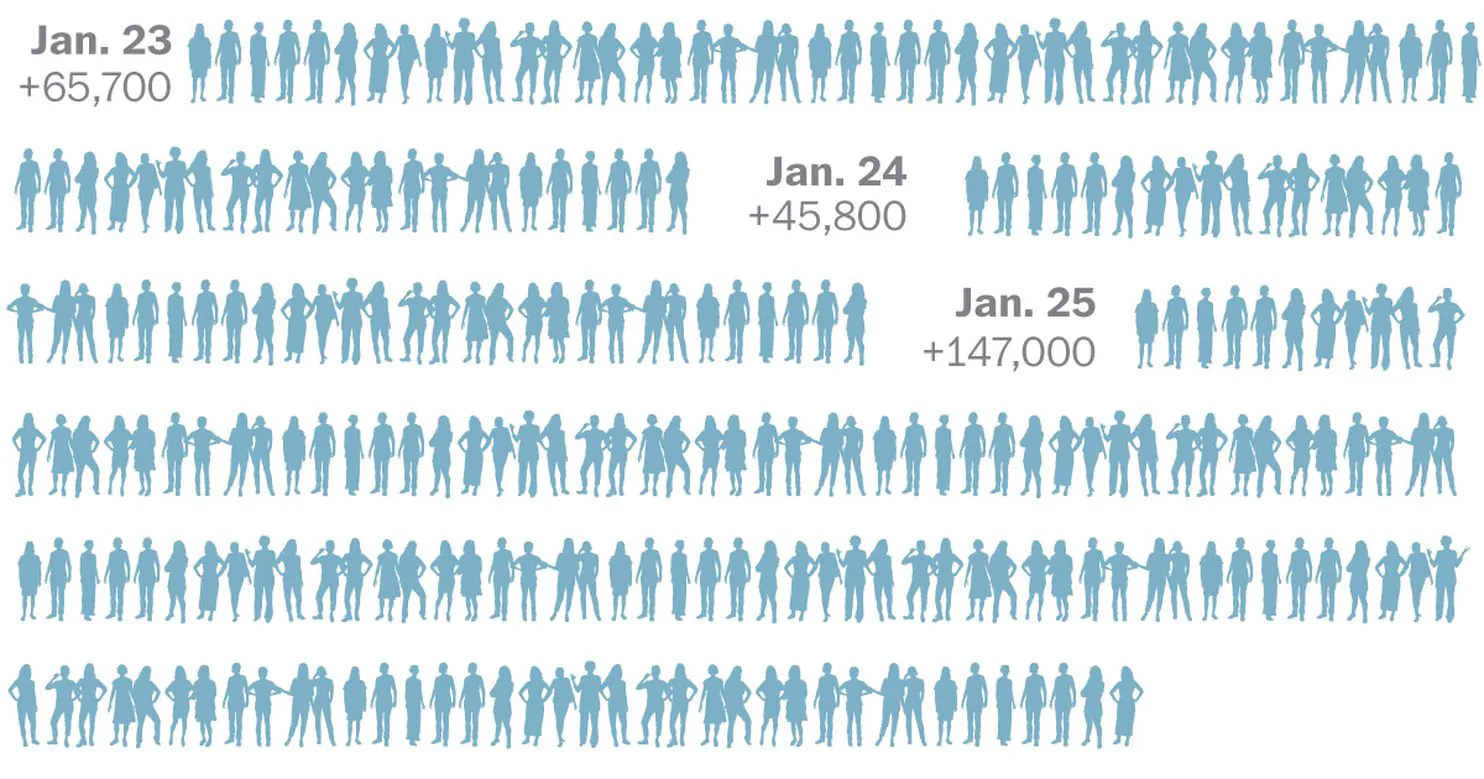 Jan. 23
+65,700
Jan. 24
+45,800
Jan. 25
+147,000